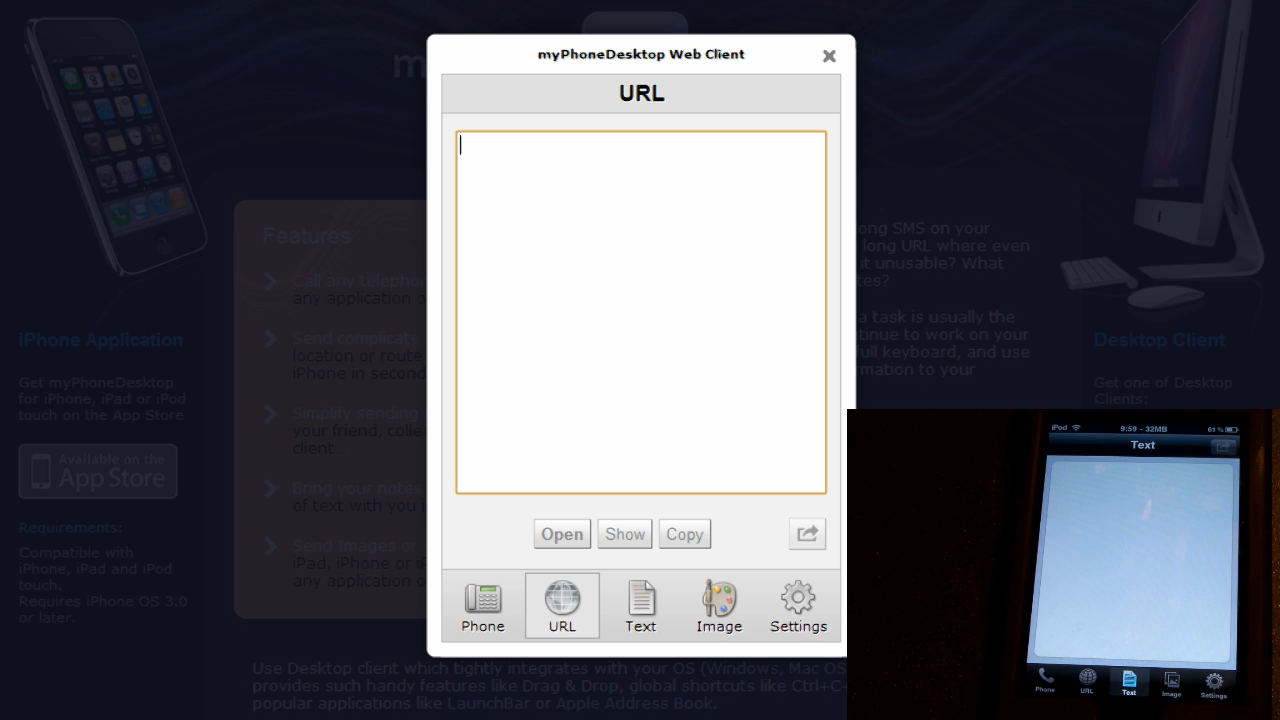 myPhoneDesktop Web Client
URL
Open
Show
Copy
Phone
URL
Text
Image
Settings
m
Features
Call any telepho
any application o
Send complicate
location or route
iPhone in second
Simplify sending
your friend, colle
client...
Bring your notes
of text with you
Send Images or
iPad, iPhone or i
any application o
ong SMS on your
long URL where even
it unusable? What
tes?
a task is usually the
tinue to work on your
full keyboard, and use
rmation to your
iPhone Application
Get myPhoneDesktop
for iPhone, iPad or iPod
touch on the App Store
Available on the
App Store
Requirements:
Compatible with
iPhone, iPad and iPod
touch.
Requires iPhone OS 3.0
or later.
Desktop Client
Get one of Desktop
Clients:
Use Desktop client which tightly integrates with your OS (Windows, Mac OS
provides such handy features like Drag & Drop, global shortcuts like Ctrl+C
popular applications like LaunchBar or Apple Address Book.
iPod 9:59 - 32MB 61 %
Text
Phone
URL
Text
Image
Settings